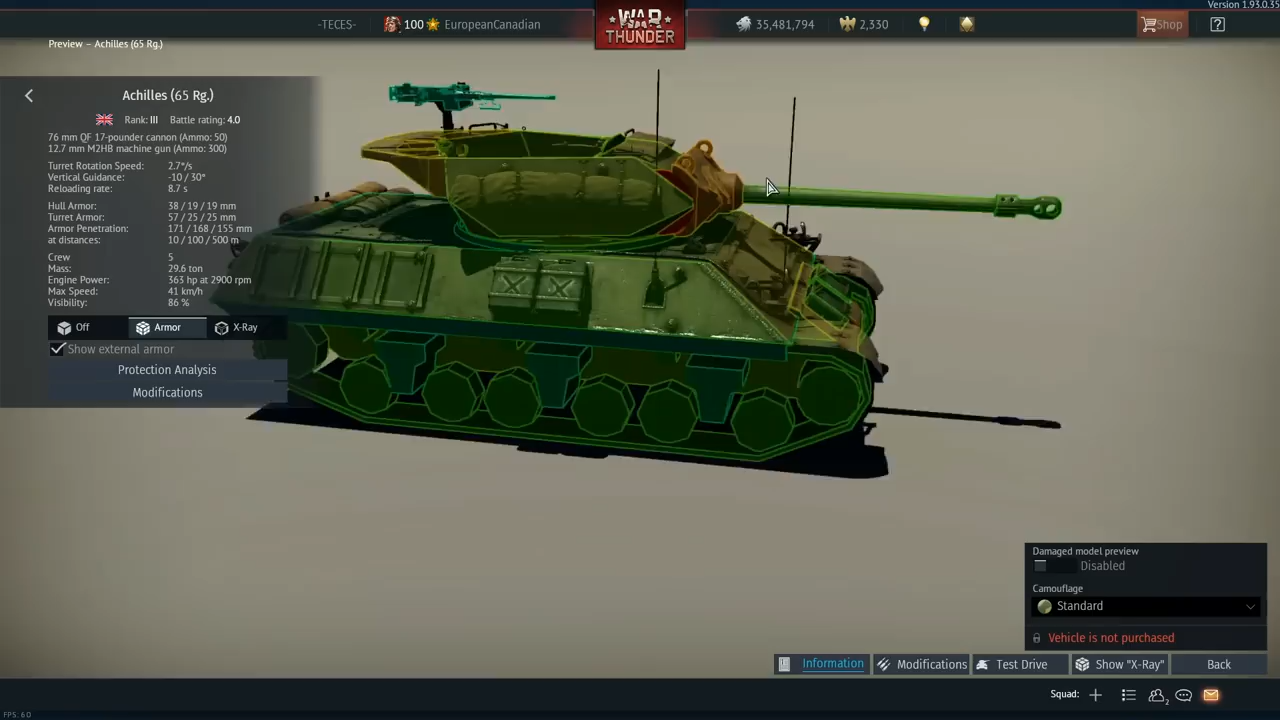 Version 1.93.0.35
-TECES-
100
EuropeanCanadian
WAR
THUNDER
35,481,794
2,330
Shop
Preview – Achilles (65 Rg.)
Achilles (65 Rg.)
Rank: III Battle rating: 4.0
76 mm QF 17-pounder cannon (Ammo: 50)
12.7 mm M2HB machine gun (Ammo: 300)
Turret Rotation Speed: 2.7°/s
Vertical Guidance: -10 / 30°
Reloading rate: 8.7 s
Hull Armor: 38 / 19 / 19 mm
Turret Armor: 57 / 25 / 25 mm
Armor Penetration: 171 / 168 / 155 mm
at distances: 10 / 100 / 500 m
Crew 5
Mass: 29.6 ton
Engine Power: 363 hp at 2900 rpm
Max Speed: 41 km/h
Visibility: 86 %
Off Armor X-Ray
Show external armor
Protection Analysis
Modifications
Damaged model preview
Disabled
Camouflage
Standard
Vehicle is not purchased
Information Modifications Test Drive Show "X-Ray" Back
Squad: 2
FPS: 60